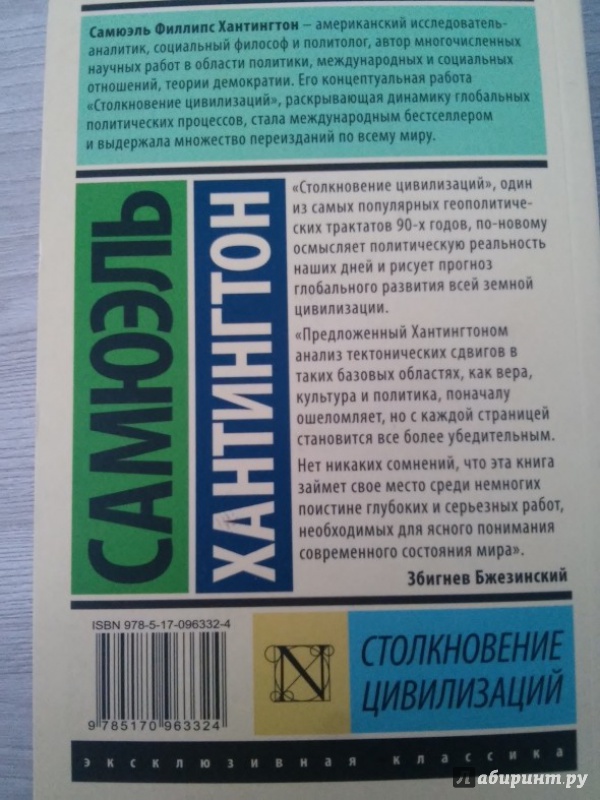 Самюэль Филлипс Хантингтон – американский исследователь-
аналитик, социальный философ и политолог, автор многочисленных
научных работ в области политики, международных и социальных
отношений, теории демократии. Его концептуальная работа
«Столкновение цивилизаций», раскрывающая динамику глобальных
политических процессов, стала международным бестселлером
и выдержала множество переизданий по всему миру.
САМЮЭЛЬ
ХАНТИНГТОН
«Столкновение цивилизаций», один
из самых популярных геополитиче-
ских трактатов 90-х годов, по-новому
осмысляет политическую реальность
наших дней и рисует прогноз
глобального развития всей земной
цивилизации.
«Предложенный Хантингтоном
анализ тектонических сдвигов в
таких базовых областях, как вера,
культура и политика, поначалу
ошеломляет, но с каждой страницей
становится все более убедительным.
Нет никаких сомнений, что эта книга
займет свое место среди немногих
поистине глубоких и серьезных работ,
необходимых для ясного понимания
современного состояния мира».
Збигнев Бжезинский
ISBN 978-5-17-096332-4
9 785170 963324
N
СТОЛКНОВЕНИЕ
ЦИВИЛИЗАЦИЙ
эксклюзивная классика
Лабиринт.ру